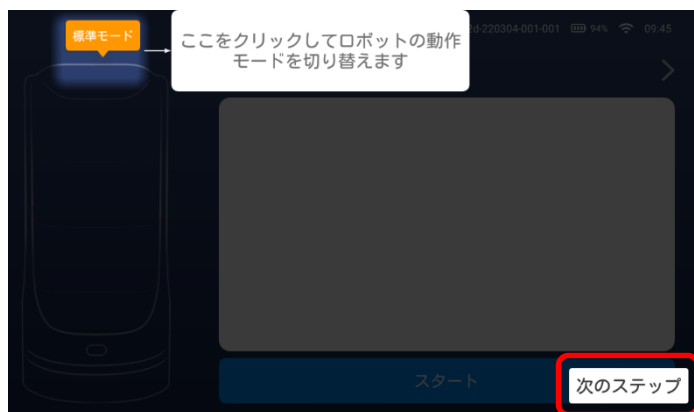 標準モード
ここをクリックしてロボットの動作
モードを切り替えます
2d-220304-001-001 94% 09:45
スタート
次のステップ